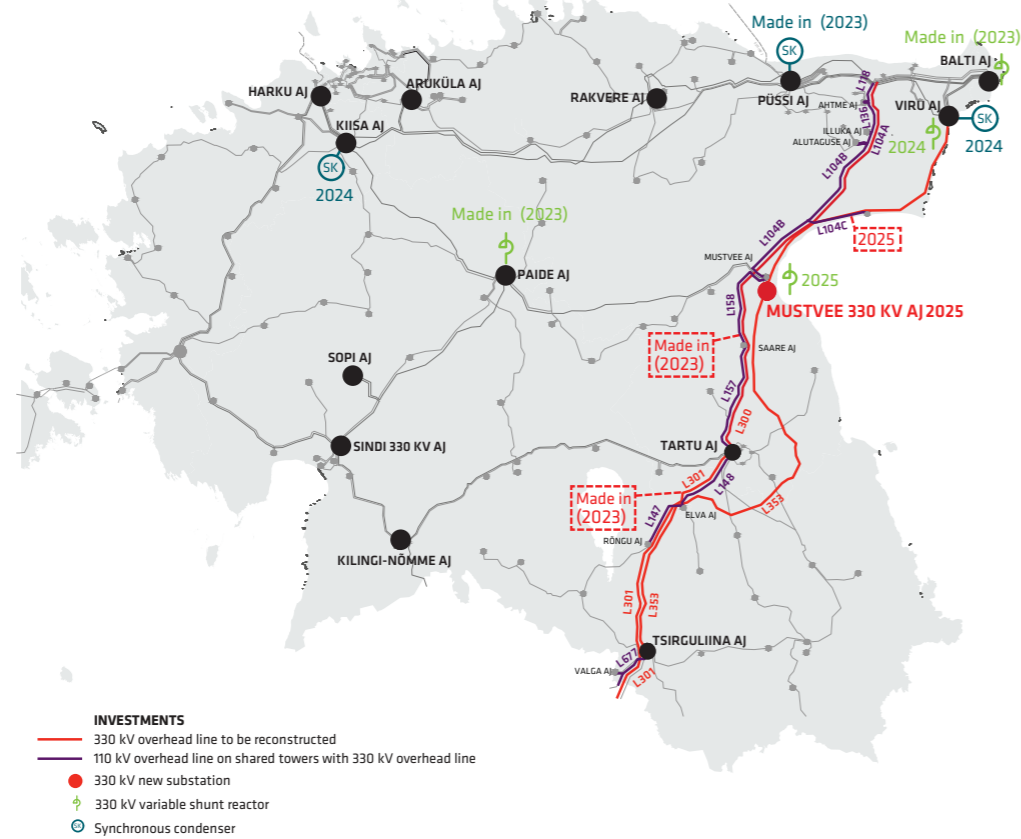 Made in (2023)
SK
Made in (2023)
BALTI AJ
HARKU AJ
ARUKÜLA AJ
RAKVERE AJ
PÜSSI AJ
L118
AHTME AJ
VIRU AJ
SK
KIISA AJ
ILLUKA AJ
ALUTAGUSE AJ
L104A
2024
2024
SK
2024
L104B
Made in (2023)
L104B
L104C
2025
PAIDE AJ
MUSTVEE AJ
2025
L158
MUSTVEE 330 KV AJ 2025
Made in
(2023)
SAARE AJ
SOPI AJ
L157
L300
SINDI 330 KV AJ
TARTU AJ
L301
L148
Made in
(2023)
L353
L147
ELVA AJ
RÕNGU AJ
KILINGI-NÕMME AJ
L301
L353
TSIRGULIINA AJ
L677
VALGA AJ
L301
INVESTMENTS
330 kV overhead line to be reconstructed
110 kV overhead line on shared towers with 330 kV overhead line
330 kV new substation
330 kV variable shunt reactor
SK
Synchronous condenser